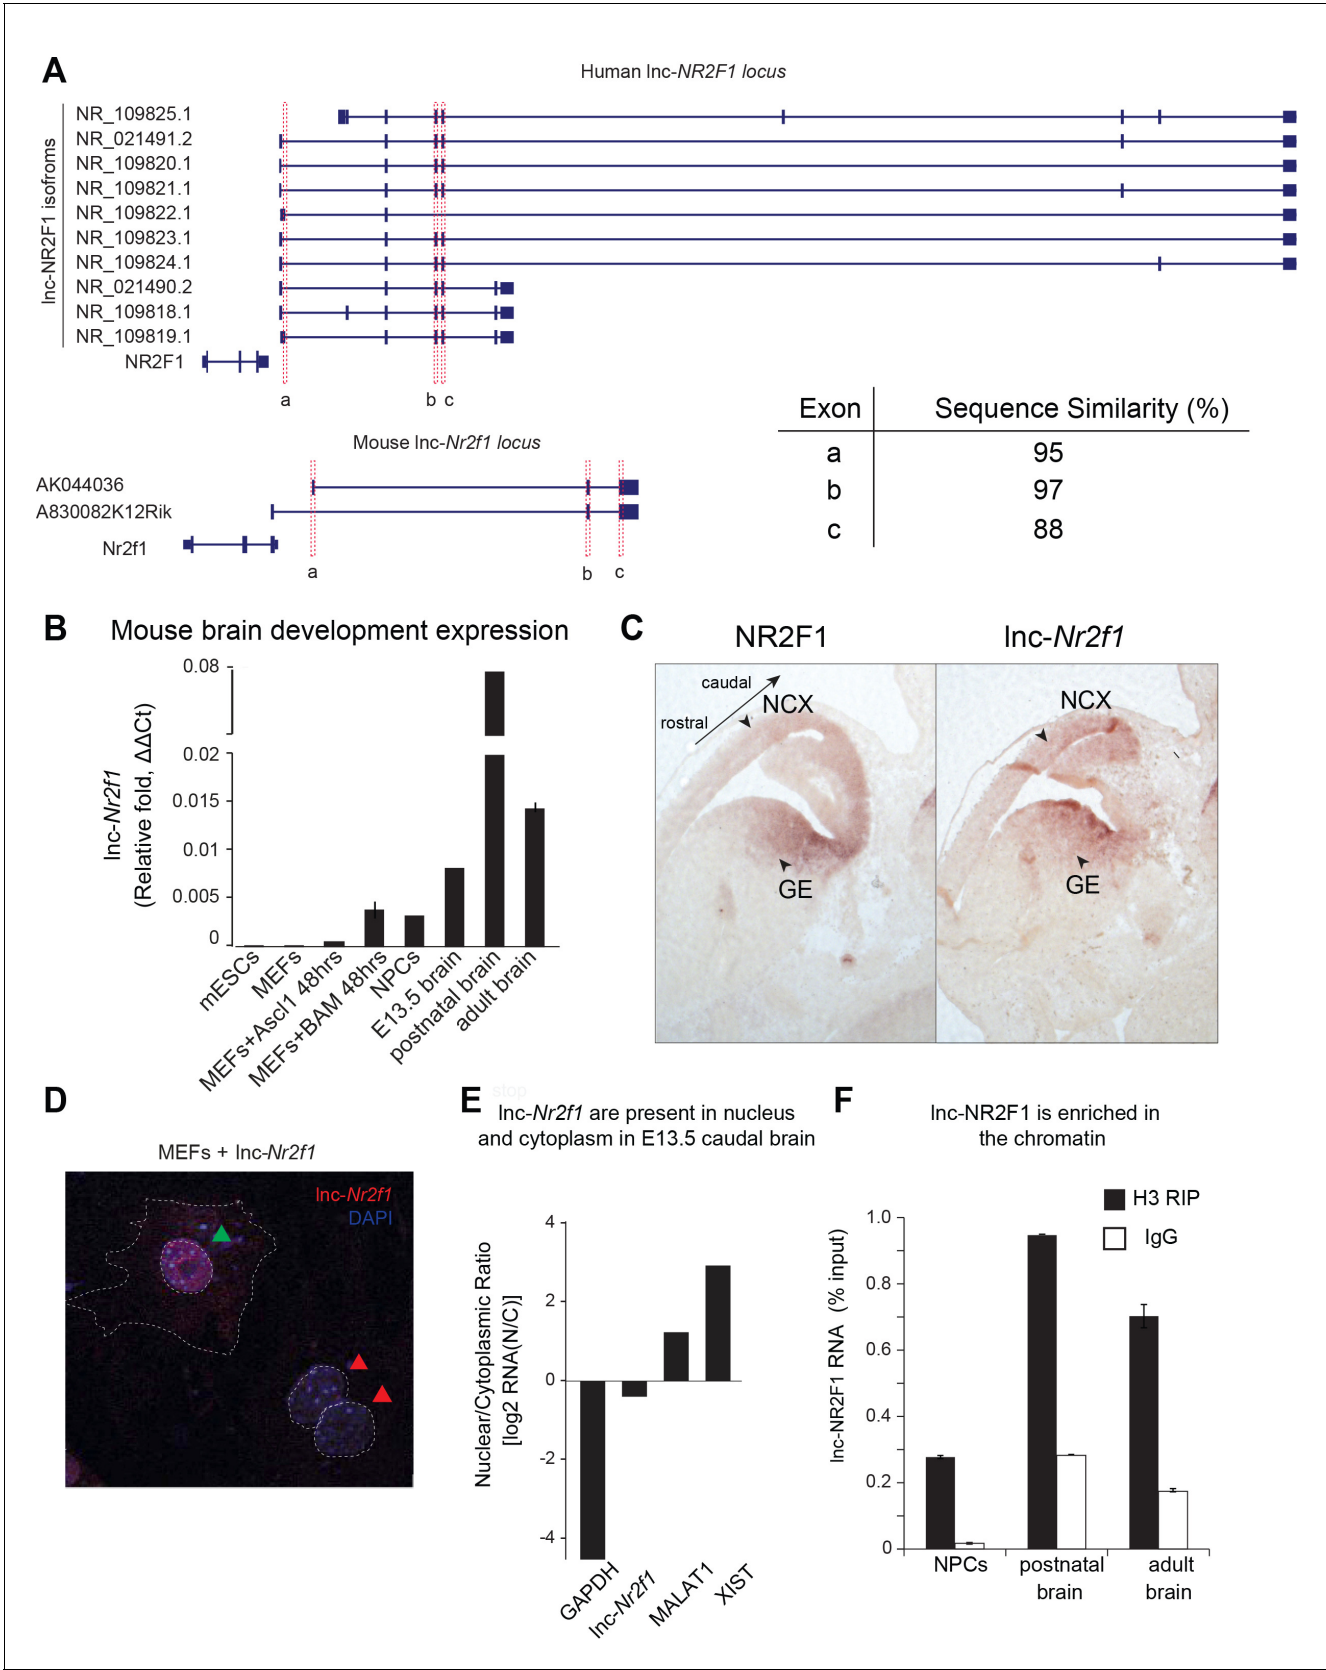 A
Human lnc-NR2F1 locus
lnc-NR2F1 isofroms
NR_109825.1
NR_021491.2
NR_109820.1
NR_109821.1
NR_109822.1
NR_109823.1
NR_109824.1
NR_021490.2
NR_109818.1
NR_109819.1
NR2F1
a b c
Mouse lnc-Nr2f1 locus
AK044036
A830082K12Rik
Nr2f1
a b c
Exon Sequence Similarity (%)
a 95
b 97
c 88
B
Mouse brain development expression
lnc-Nr2f1
(Relative fold, ΔΔCt)
0.08
0.02
0.015
0.01
0.005
0
mESCs
MEFs
MEFs+Ascl1 48hrs
MEFs+BAM 48hrs
NPCs
E13.5 brain
postnatal brain
adult brain
C
NR2F1 lnc-Nr2f1
caudal
rostral
NCX
GE
NCX
GE
D
MEFs + lnc-Nr2f1
lnc-Nr2f1
DAPI
E
stop
lnc-Nr2f1 are present in nucleus
and cytoplasm in E13.5 caudal brain
Nuclear/Cytoplasmic Ratio
[log2 RNA(N/C)]
4
2
0
-2
-4
GAPDH
lnc-Nr2f1
MALAT1
XIST
F
lnc-NR2F1 is enriched in
the chromatin
H3 RIP
IgG
lnc-NR2F1 RNA (% input)
1.0
0.8
0.6
0.4
0.2
0
NPCs
postnatal
brain
adult
brain